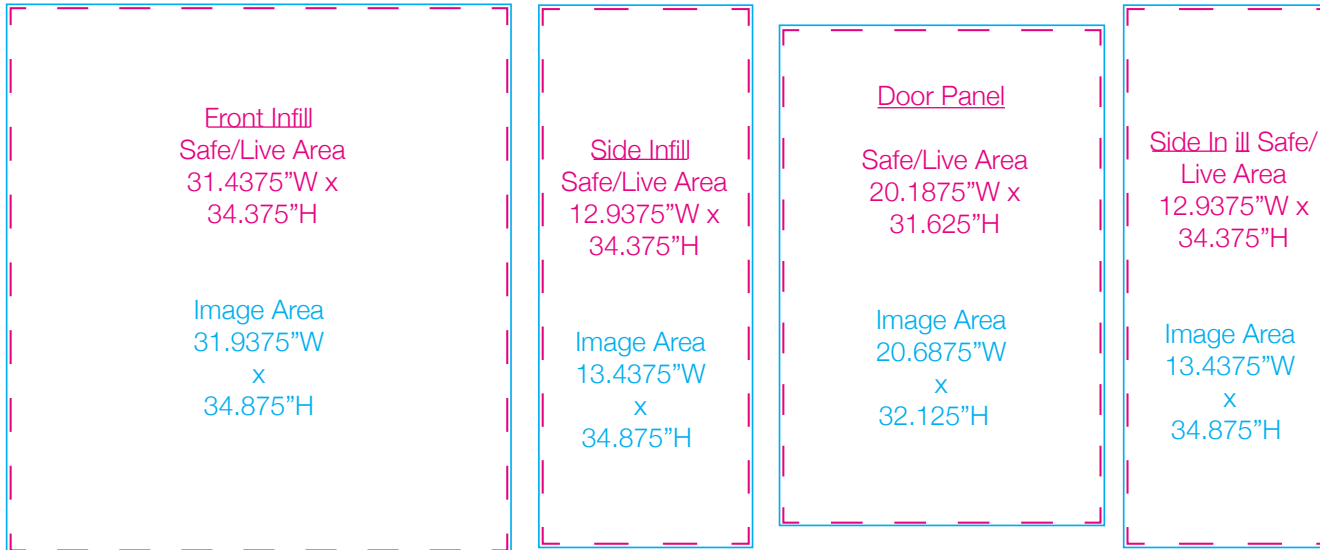 Front Infill
Safe/Live Area
31.4375”W x
34.375”H
Image Area
31.9375”W
x
34.875”H
Side Infill
Safe/Live Area
12.9375”W x
34.375”H
Image Area
13.4375”W
x
34.875”H
Door Panel
Safe/Live Area
20.1875”W x
31.625”H
Image Area
20.6875”W
x
32.125”H
Side In ill Safe/
Live Area
12.9375”W x
34.375”H
Image Area
13.4375”W
x
34.875”H